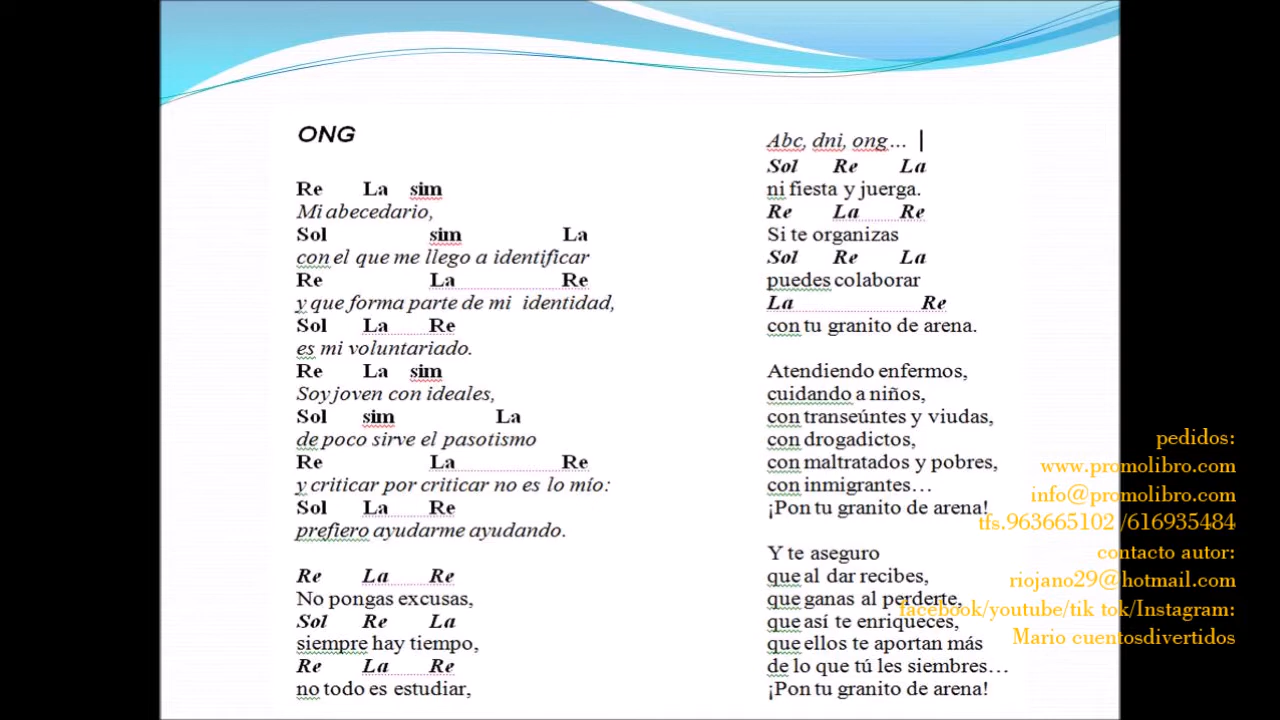 ONG
Re La sim
Mi abecedario,
Sol sim La
con el que me llego a identificar
Re La Re
y que forma parte de mi identidad,
Sol La Re
es mi voluntariado.
Re La sim
Soy joven con ideales,
Sol sim La
de poco sirve el pasotismo
Re La Re
y criticar por criticar no es lo mío:
Sol La Re
prefiero ayudarme ayudando.
Re La Re
No pongas excusas,
Sol Re La
siempre hay tiempo,
Re La Re
no todo es estudiar,
Abc, dni, ong...
Sol Re La
ni fiesta y juerga.
Re La Re
Si te organizas
Sol Re La
puedes colaborar
La Re
con tu granito de arena.
Atendiendo enfermos,
cuidando a niños,
con transeúntes y viudas,
con drogadictos,
con maltratados y pobres,
con inmigrantes…
¡Pon tu granito de arena!
Y te aseguro
que al dar recibes,
que ganas al perderte,
que así te enriqueces,
que ellos te aportan más
de lo que tú les siembres…
¡Pon tu granito de arena!
pedidos:
www.promolibro.com
info@promolibro.com
tfs.963665102 /616935484
contacto autor:
riojano29@hotmail.com
facebook/youtube/tik tok/Instagram:
Mario cuentosdivertidos